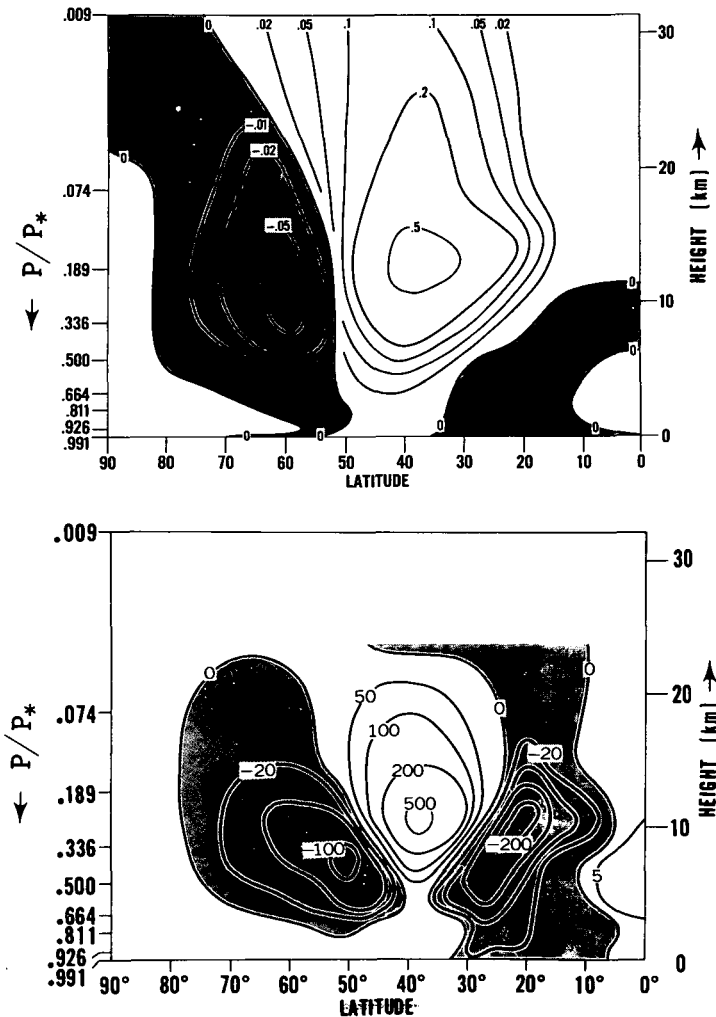 .009 0 .02 .05 .1 .1 .05 .02 30
.2
-.01
0 -.02 20
.074
-.05 .5
← P/P* HEIGHT (km) →
.189
0
10
.336
0
.500
.664
.811
.926 0 0 0 0 0
.991
90 80 70 60 50 40 30 20 10 0
LATITUDE
.009 30
0 50 0 0 20
.074
100
-20
← P/P* HEIGHT (km) →
-20 200
.189
500
10
.336 -100 -200
5
.500
.664
.811
.926 0
.991
90° 80° 70° 60° 50° 40° 30° 20° 10° 0°
LATITUDE